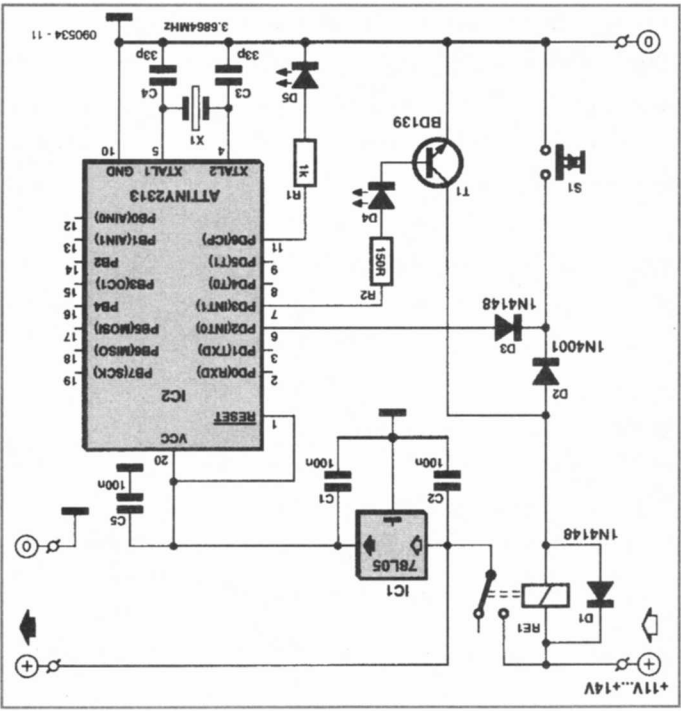 +11V...+14V
+
+
D1
1N4148
RE1
IC1
78L05
0
C2
100n
C1
100n
C5
100n
D2
1N4001
D3
1N4148
20
VCC
1
RESET
IC2
2
PD0(RXD)
PB7(SCK)
19
3
PD1(TXD)
PB6(MISO)
18
6
PD2(INT0)
PB5(MOSI)
17
7
PD3(INT1)
PB4
16
8
PD4(T0)
PB3(OC1)
15
9
PD5(T1)
PB2
14
11
PD6(ICP)
PB1(AIN1)
13
PB0(AIN0)
12
ATTINY2313
XTAL2
XTAL1
GND
4
5
10
R2
150R
D4
S1
T1
BD139
R1
1k
D5
X1
C3
33p
C4
33p
3.6864MHz
0
090534 - 11